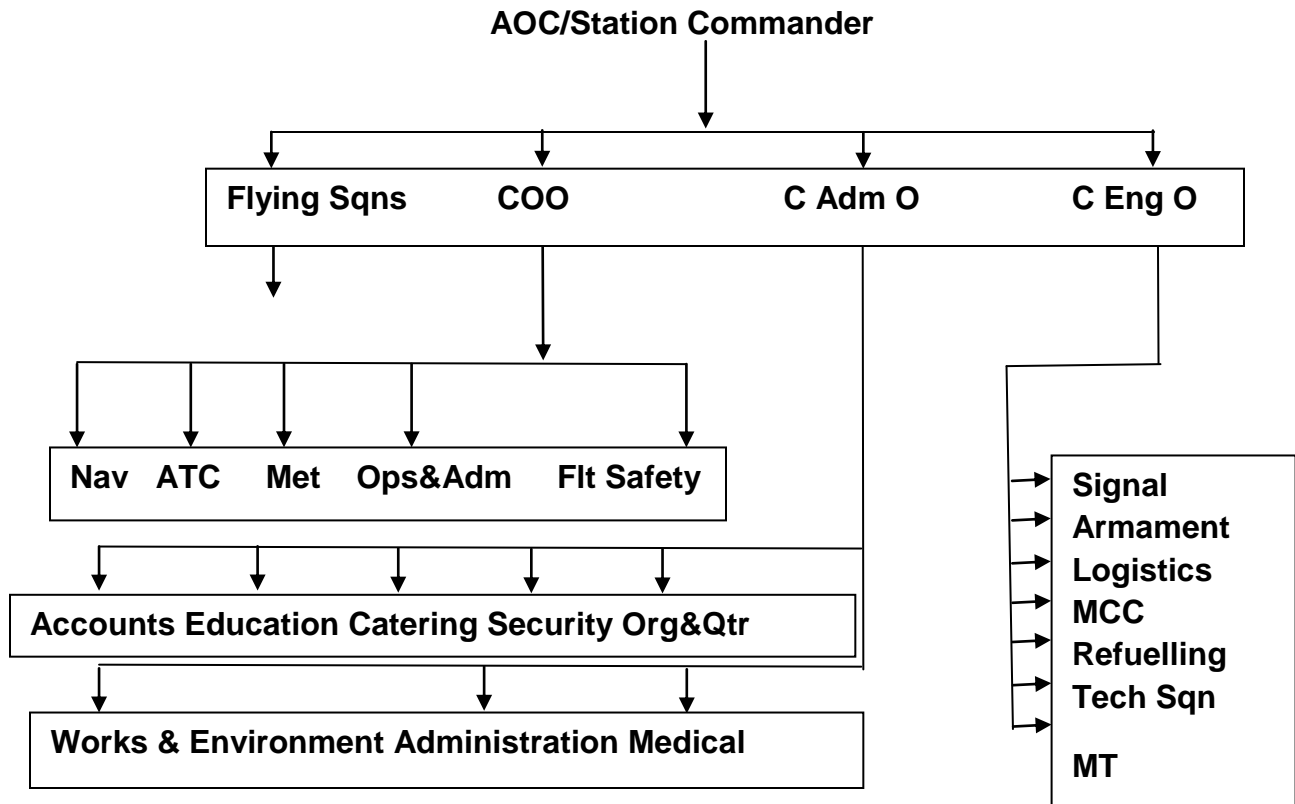 AOC/Station Commander
Flying Sqns COO C Adm O C Eng O
Nav ATC Met Ops&Adm Flt Safety
Accounts Education Catering Security Org&Qtr
Works & Environment Administration Medical
Signal
Armament
Logistics
MCC
Refuelling
Tech Sqn
MT